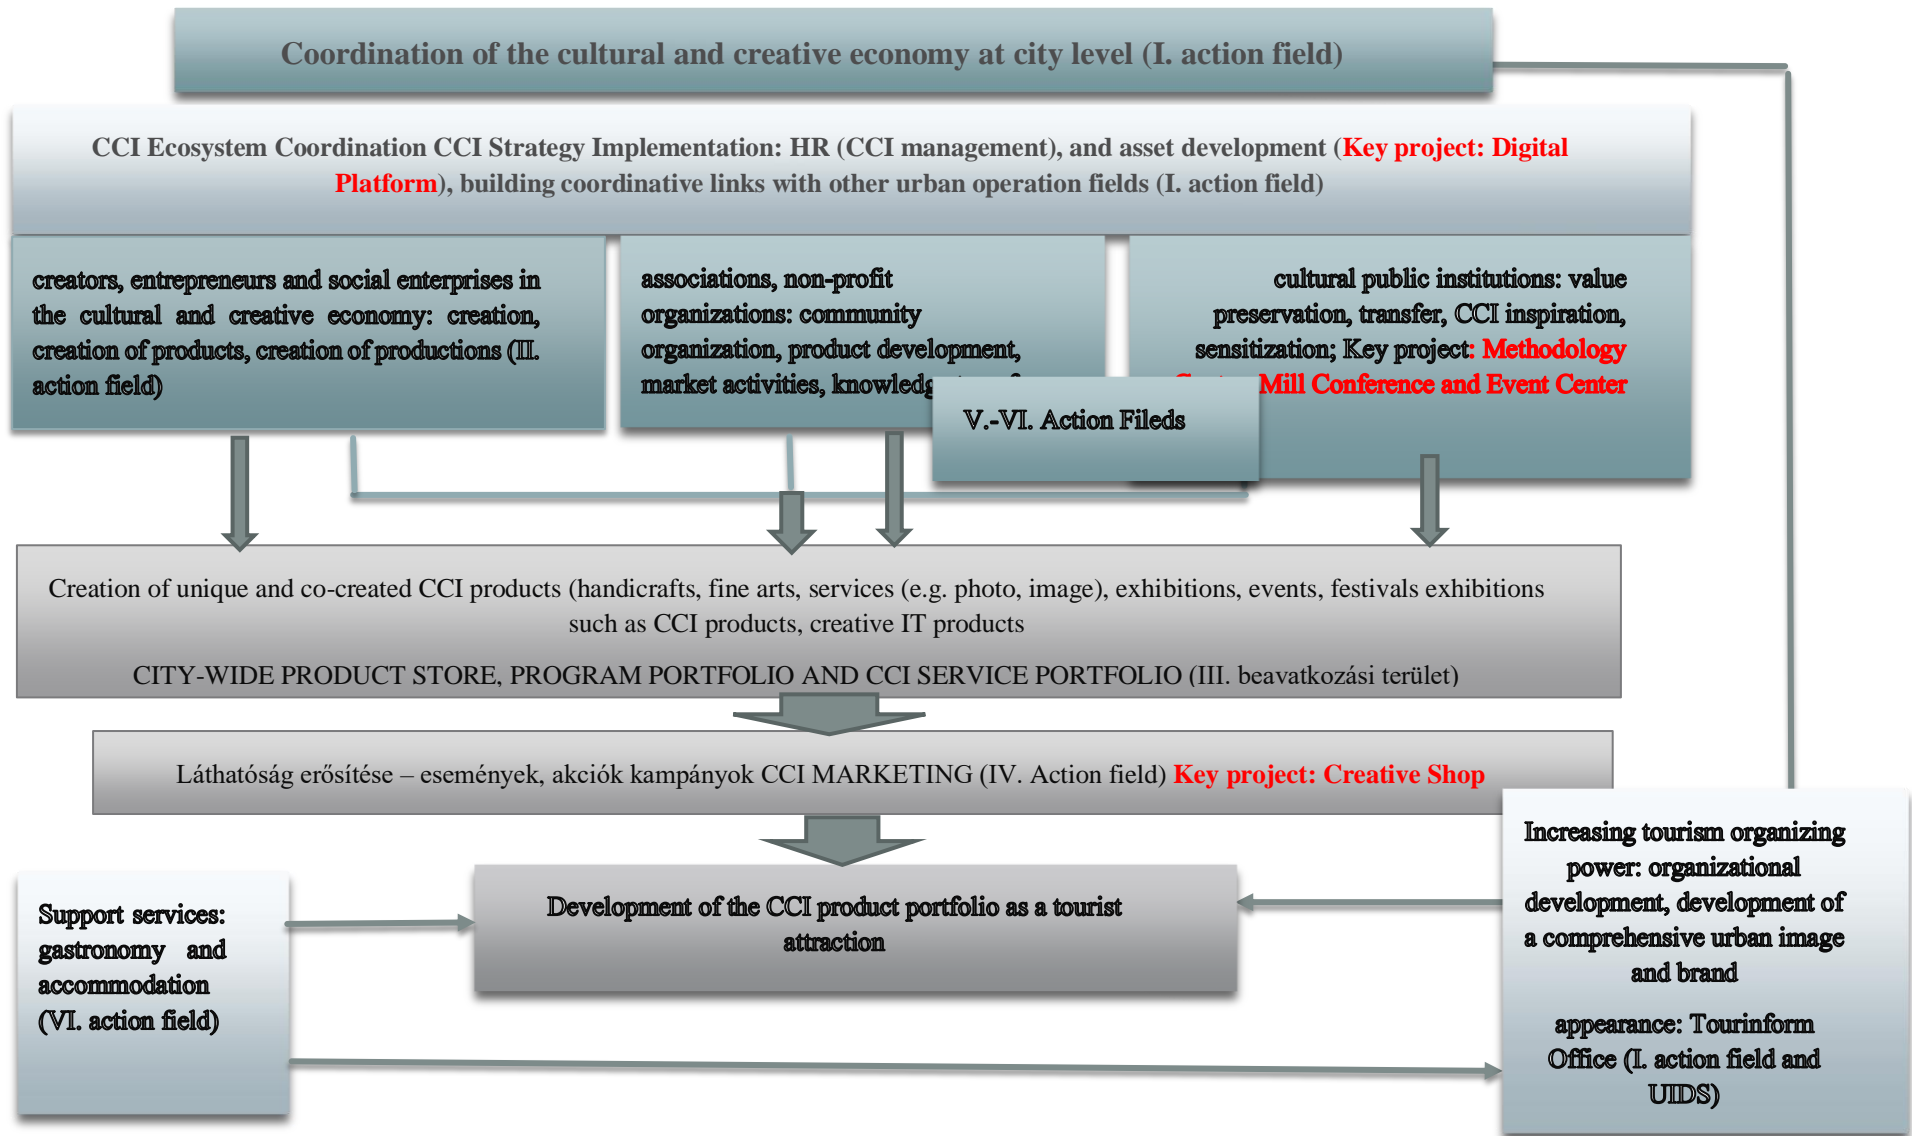 Coordination of the cultural and creative economy at city level (I. action field)
CCI Ecosystem Coordination CCI Strategy Implementation: HR (CCI management), and asset development (Key project: Digital
Platform), building coordinative links with other urban operation fields (I. action field)
creators, entrepreneurs and social enterprises in
the cultural and creative economy: creation,
creation of products, creation of productions (II.
action field)
associations, non-profit
organizations: community
organization, product development,
market activities,
cultural public institutions: value
preservation, transfer, CCI inspiration,
sensitization; Key project: Methodology
Mill Conference and Event Center
V.-VI. Action Fileds
Creation of unique and co-created CCI products (handicrafts, fine arts, services (e.g. photo, image), exhibitions, events, festivals exhibitions
such as CCI products, creative IT products
CITY-WIDE PRODUCT STORE, PROGRAM PORTFOLIO AND CCI SERVICE PORTFOLIO (III. beavatkozási terület)
Láthatóság erősítése – események, akciók kampányok CCI MARKETING (IV. Action field) Key project: Creative Shop
Development of the CCI product portfolio as a tourist
attraction
Support services:
gastronomy and
accommodation
(VI. action field)
Increasing tourism organizing
power: organizational
development, development of
a comprehensive urban image
and brand
appearance: Tourinform
Office (I. action field and
UIDS)